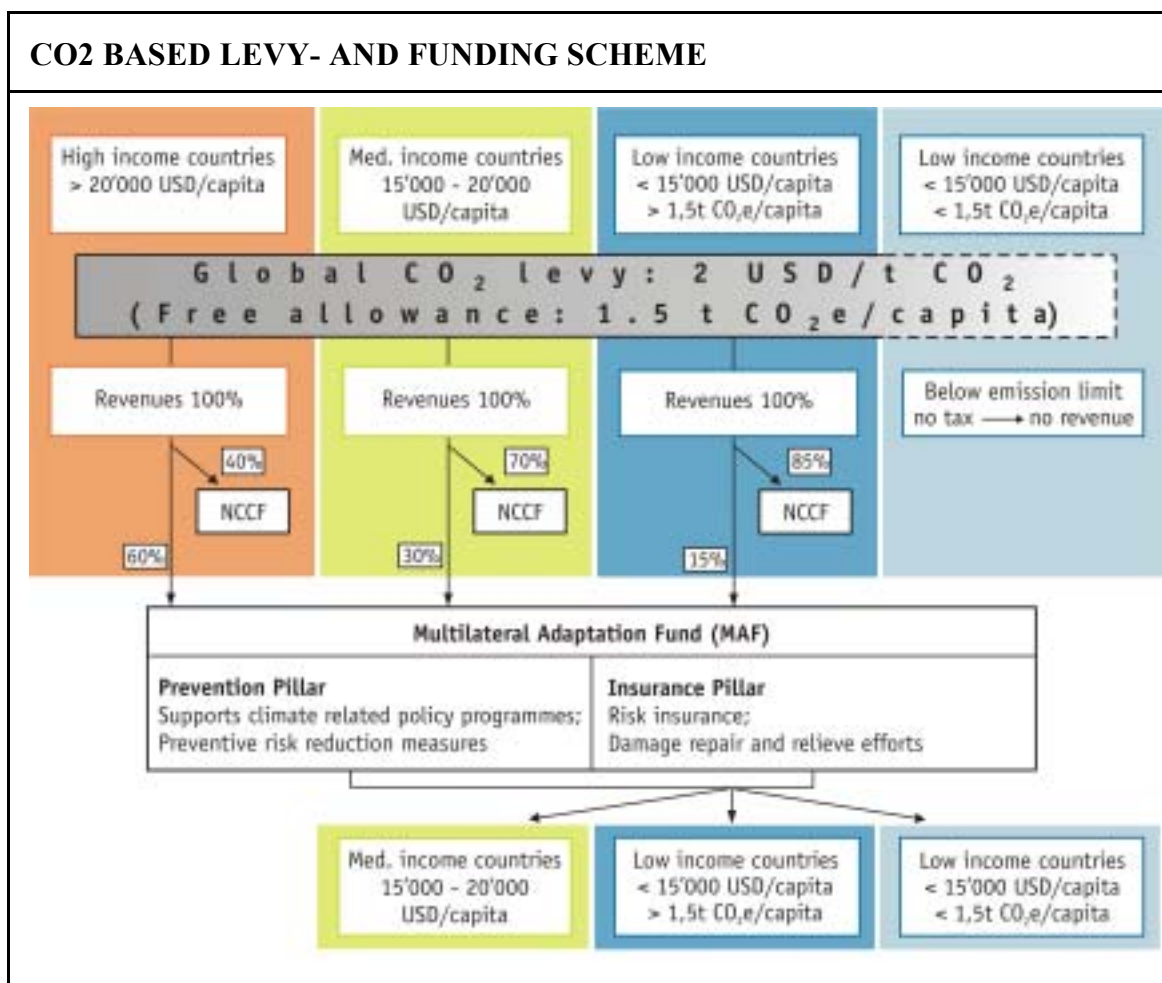 CO2 BASED LEVY- AND FUNDING SCHEME
High income countries
> 20'000 USD/capita
Med. income countries
15'000 - 20'000
USD/capita
Low income countries
< 15'000 USD/capita
> 1,5t CO₂e/capita
Low income countries
< 15'000 USD/capita
< 1,5t CO₂e/capita
Global CO₂ levy: 2 USD/t CO₂
(Free allowance: 1.5 t CO₂e/capita)
Revenues 100%
Revenues 100%
Revenues 100%
Below emission limit
no tax → no revenue
40%
70%
85%
NCCF
NCCF
NCCF
60%
30%
15%
Multilateral Adaptation Fund (MAF)
Prevention Pillar
Supports climate related policy programmes;
Preventive risk reduction measures
Insurance Pillar
Risk insurance;
Damage repair and relieve efforts
Med. income countries
15'000 - 20'000
USD/capita
Low income countries
< 15'000 USD/capita
> 1,5t CO₂e/capita
Low income countries
< 15'000 USD/capita
< 1,5t CO₂e/capita